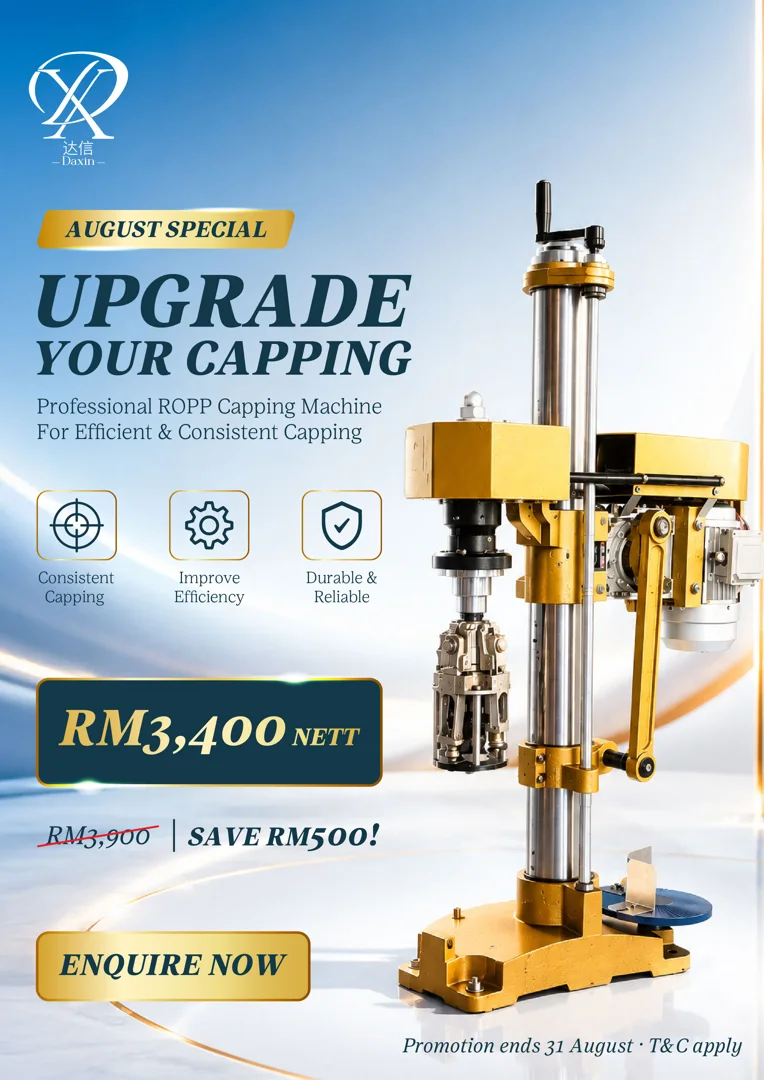 达信
Daxin
AUGUST SPECIAL
UPGRADE
YOUR CAPPING
Professional ROPP Capping Machine
For Efficient & Consistent Capping
Consistent
Capping
Improve
Efficiency
Durable &
Reliable
RM3,400 NETT
RM3,900 | SAVE RM500!
ENQUIRE NOW
Promotion ends 31 August · T&C apply